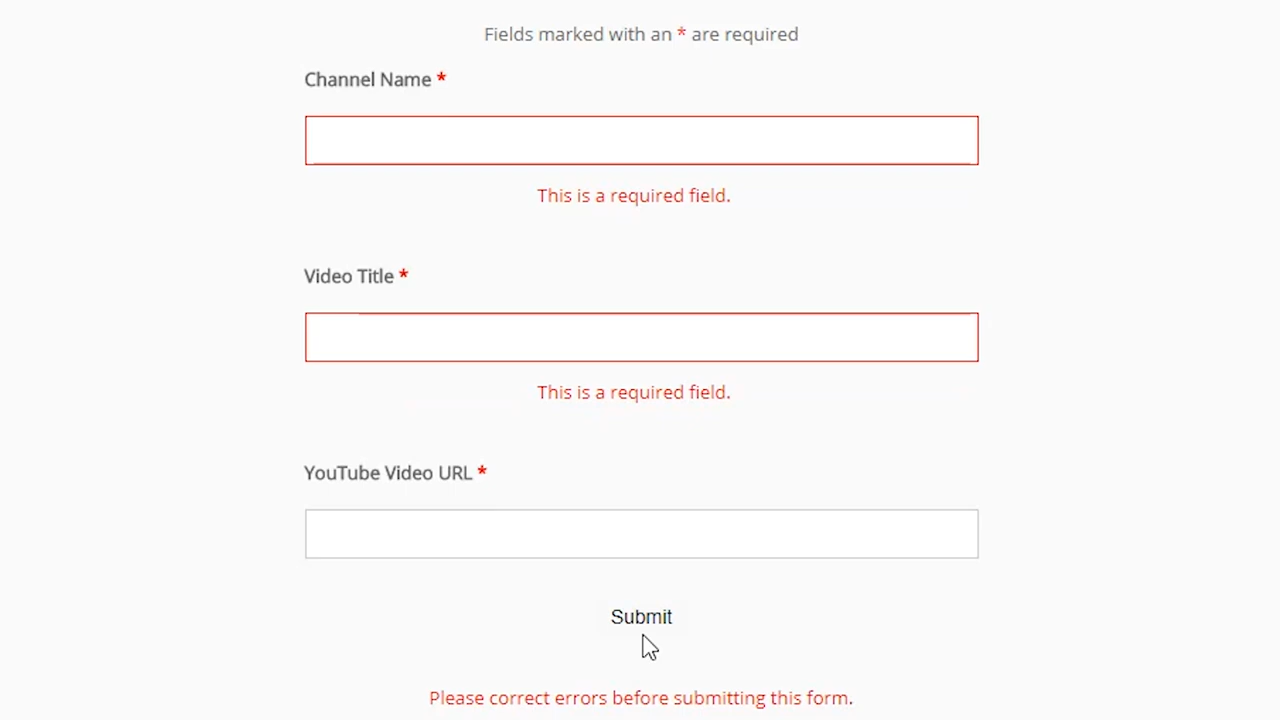 Fields marked with an * are required
Channel Name *
This is a required field.
Video Title *
This is a required field.
YouTube Video URL *
Submit
Please correct errors before submitting this form.